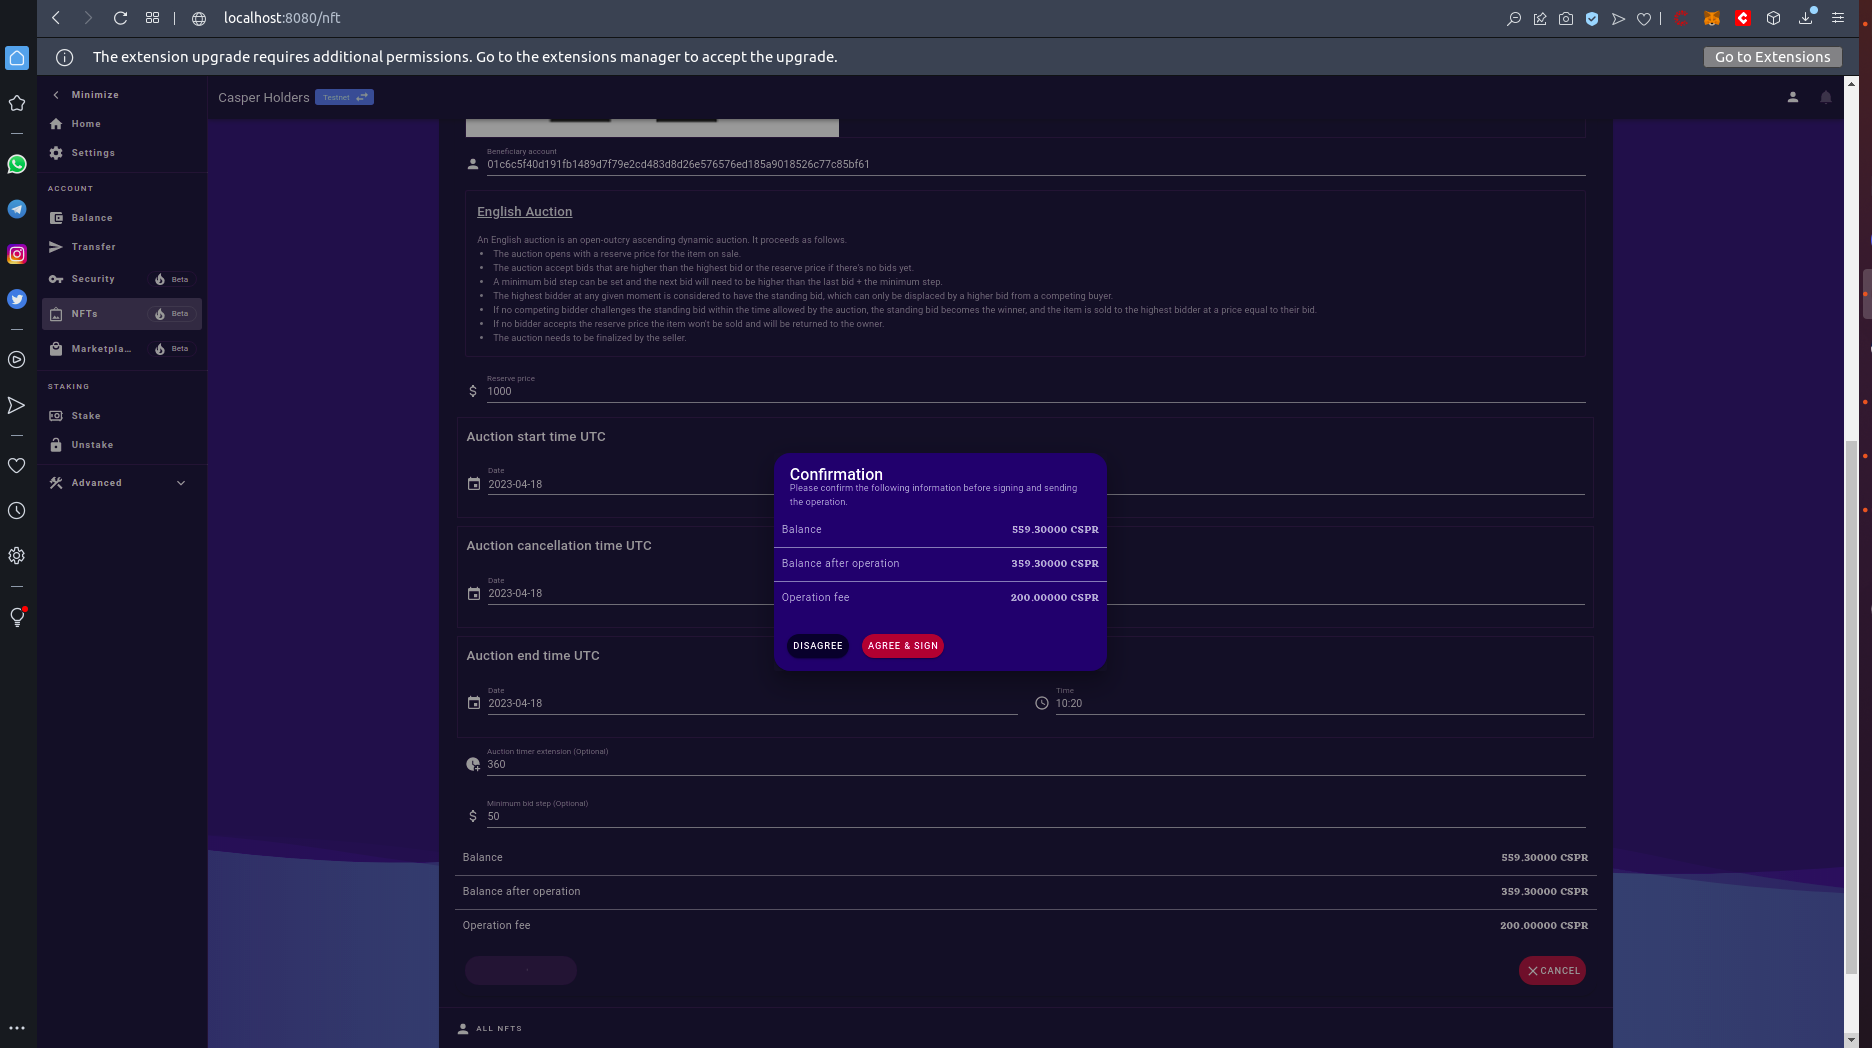 localhost:8080/nft
The extension upgrade requires additional permissions. Go to the extensions manager to accept the upgrade.
Go to Extensions
Minimize
Home
Settings
ACCOUNT
Balance
Transfer
Security Beta
NFTs Beta
Marketpla... Beta
STAKING
Stake
Unstake
Advanced
Casper Holders Testnet
Beneficiary account
01c6c5f40d191fb1489d7f79e2cd483d8d26e576576ed185a9018526c77c85bf61
English Auction
An English auction is an open-outcry ascending dynamic auction. It proceeds as follows.
The auction opens with a reserve price for the item on sale.
The auction accept bids that are higher than the highest bid or the reserve price if there's no bids yet.
A minimum bid step can be set and the next bid will need to be higher than the last bid + the minimum step.
The highest bidder at any given moment is considered to have the standing bid, which can only be displaced by a higher bid from a competing buyer.
If no competing bidder challenges the standing bid within the time allowed by the auction, the standing bid becomes the winner, and the item is sold to the highest bidder at a price equal to their bid.
If no bidder accepts the reserve price the item won't be sold and will be returned to the owner.
The auction needs to be finalized by the seller.
Reserve price
1000
Auction start time UTC
Date
2023-04-18
Auction cancellation time UTC
Date
2023-04-18
Auction end time UTC
Date
2023-04-18
Time
10:20
Auction timer extension (Optional)
360
Minimum bid step (Optional)
50
Balance 559.30000 CSPR
Balance after operation 359.30000 CSPR
Operation fee 200.00000 CSPR
CANCEL
ALL NFTS
Confirmation
Please confirm the following information before signing and sending
the operation.
Balance 559.30000 CSPR
Balance after operation 359.30000 CSPR
Operation fee 200.00000 CSPR
DISAGREE AGREE & SIGN